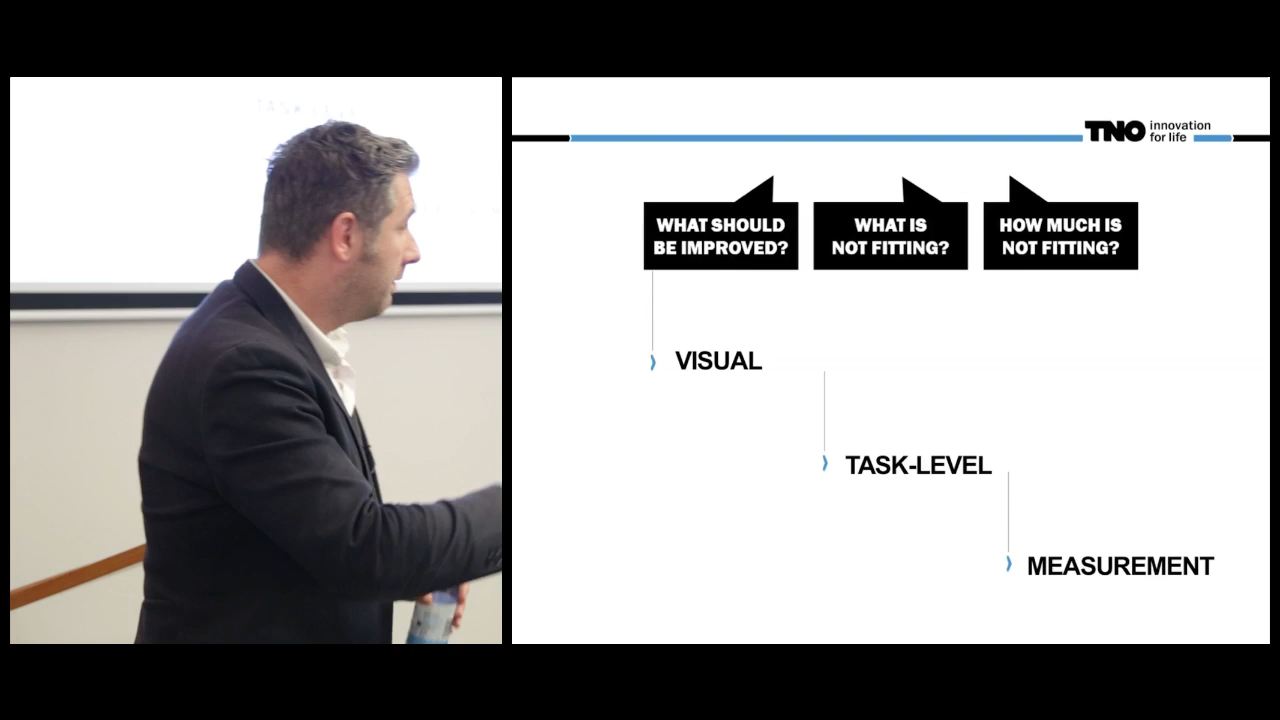 TNO innovation
for life
WHAT SHOULD
BE IMPROVED?
WHAT IS
NOT FITTING?
HOW MUCH IS
NOT FITTING?
VISUAL
TASK-LEVEL
MEASUREMENT